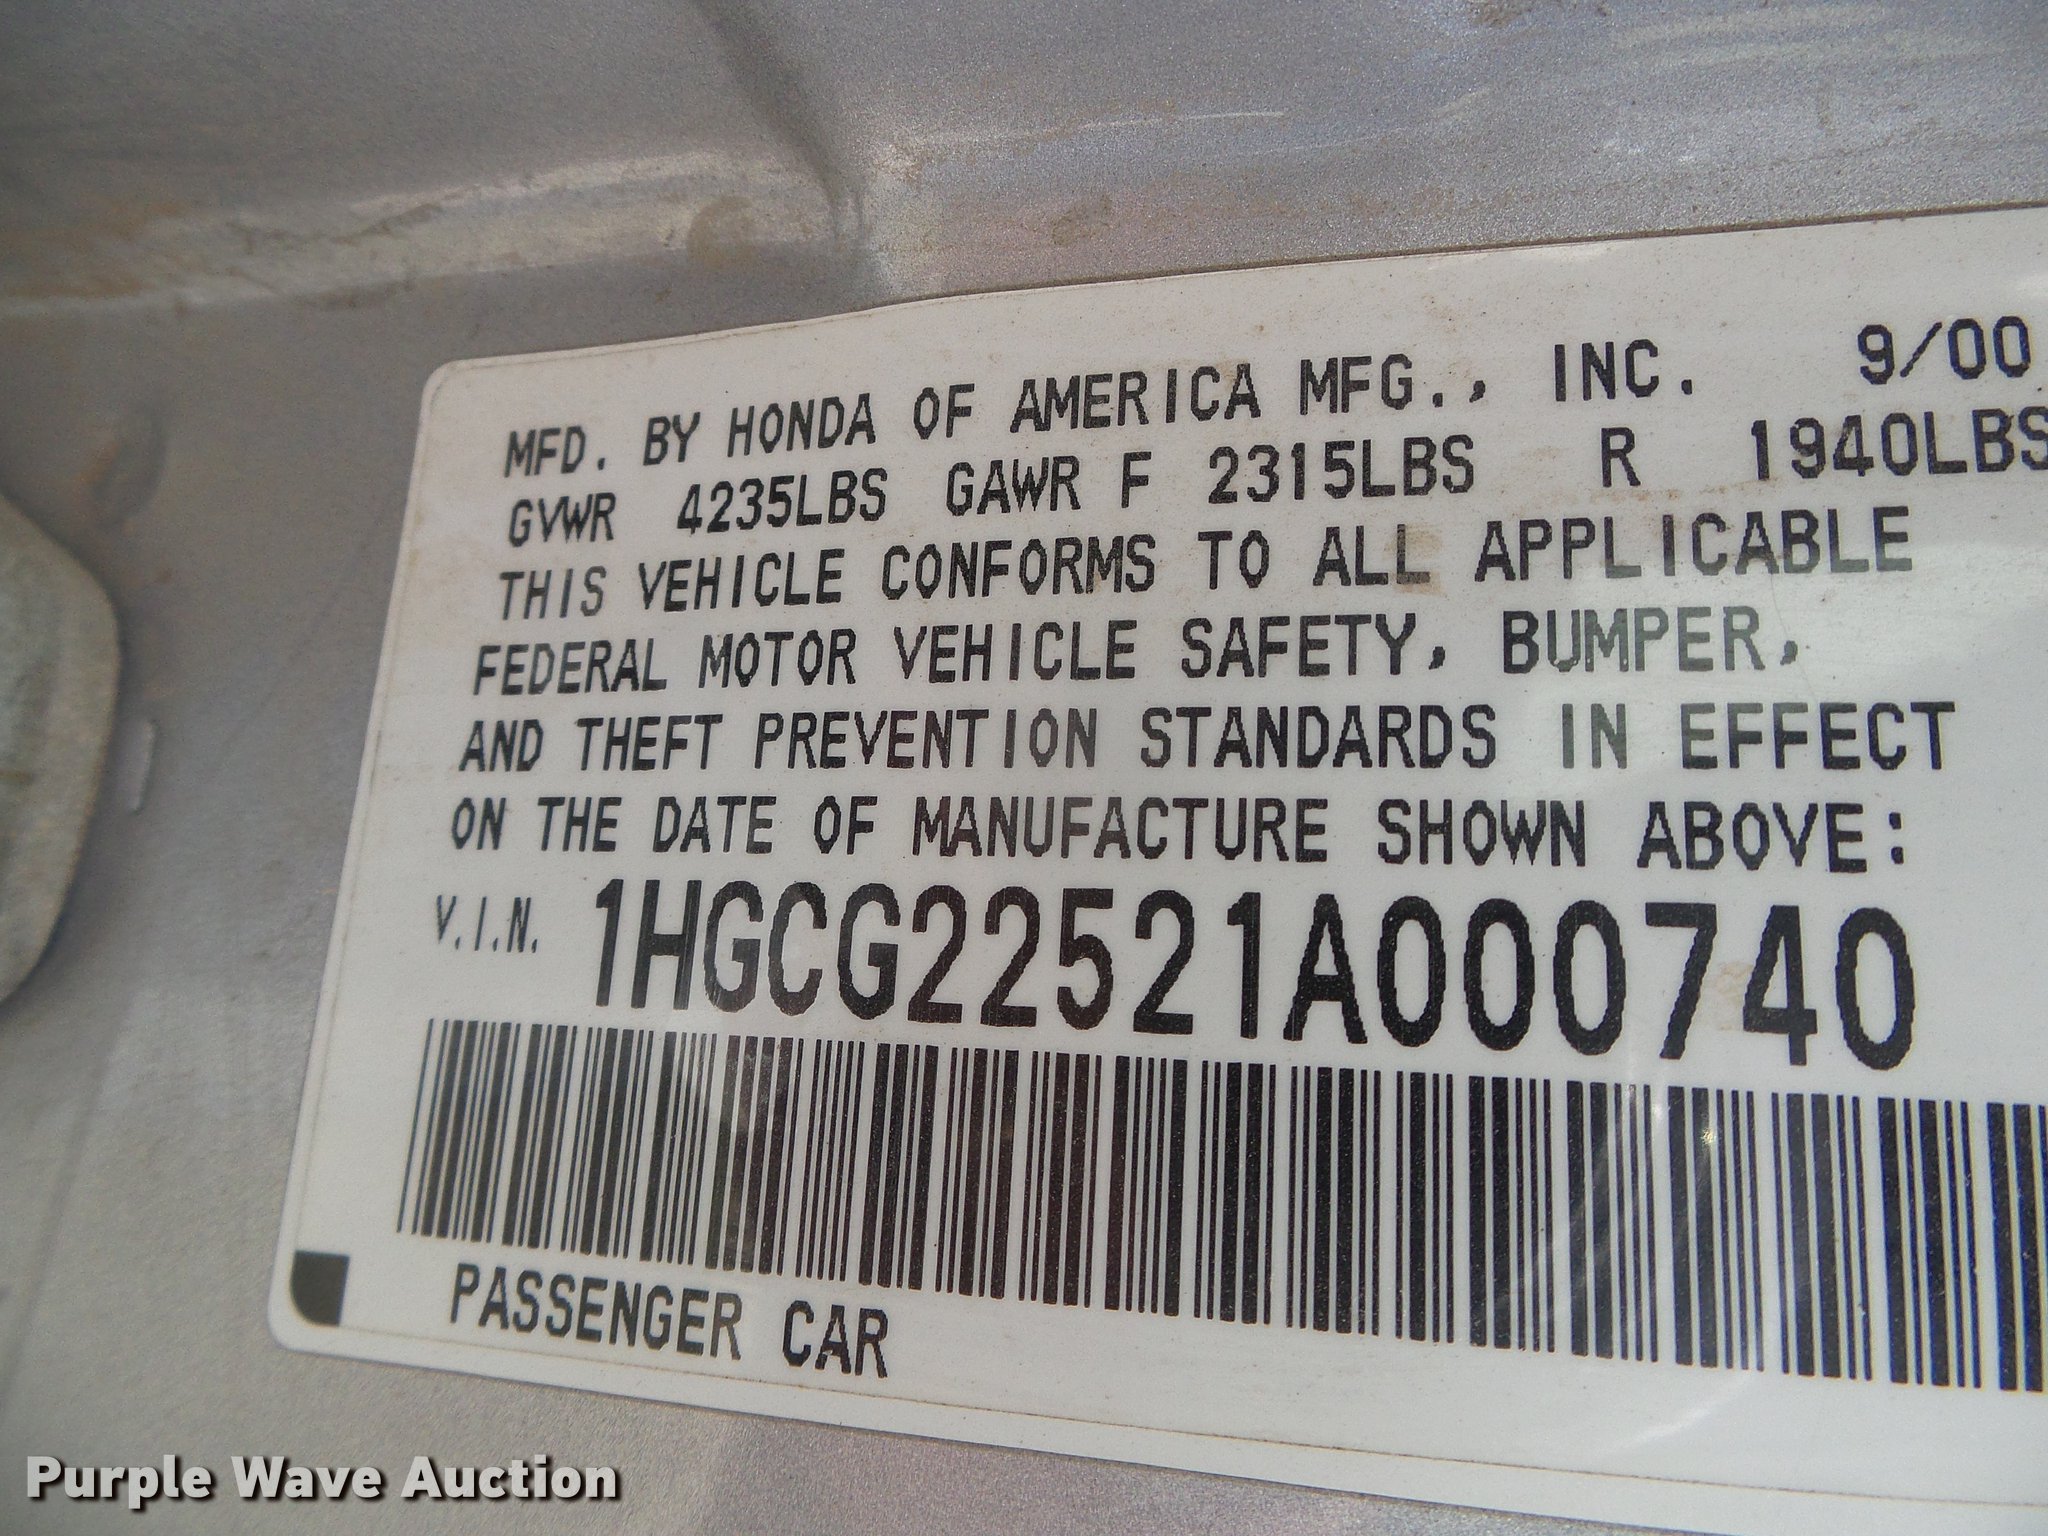 MFD. BY HONDA OF AMERICA MFG., INC. 9/00
GVWR 4235LBS GAWR F 2315LBS R 1940LBS
THIS VEHICLE CONFORMS TO ALL APPLICABLE
FEDERAL MOTOR VEHICLE SAFETY, BUMPER,
AND THEFT PREVENTION STANDARDS IN EFFECT
ON THE DATE OF MANUFACTURE SHOWN ABOVE:
V.I.N. 1HGCG22521A000740
PASSENGER CAR
Purple Wave Auction